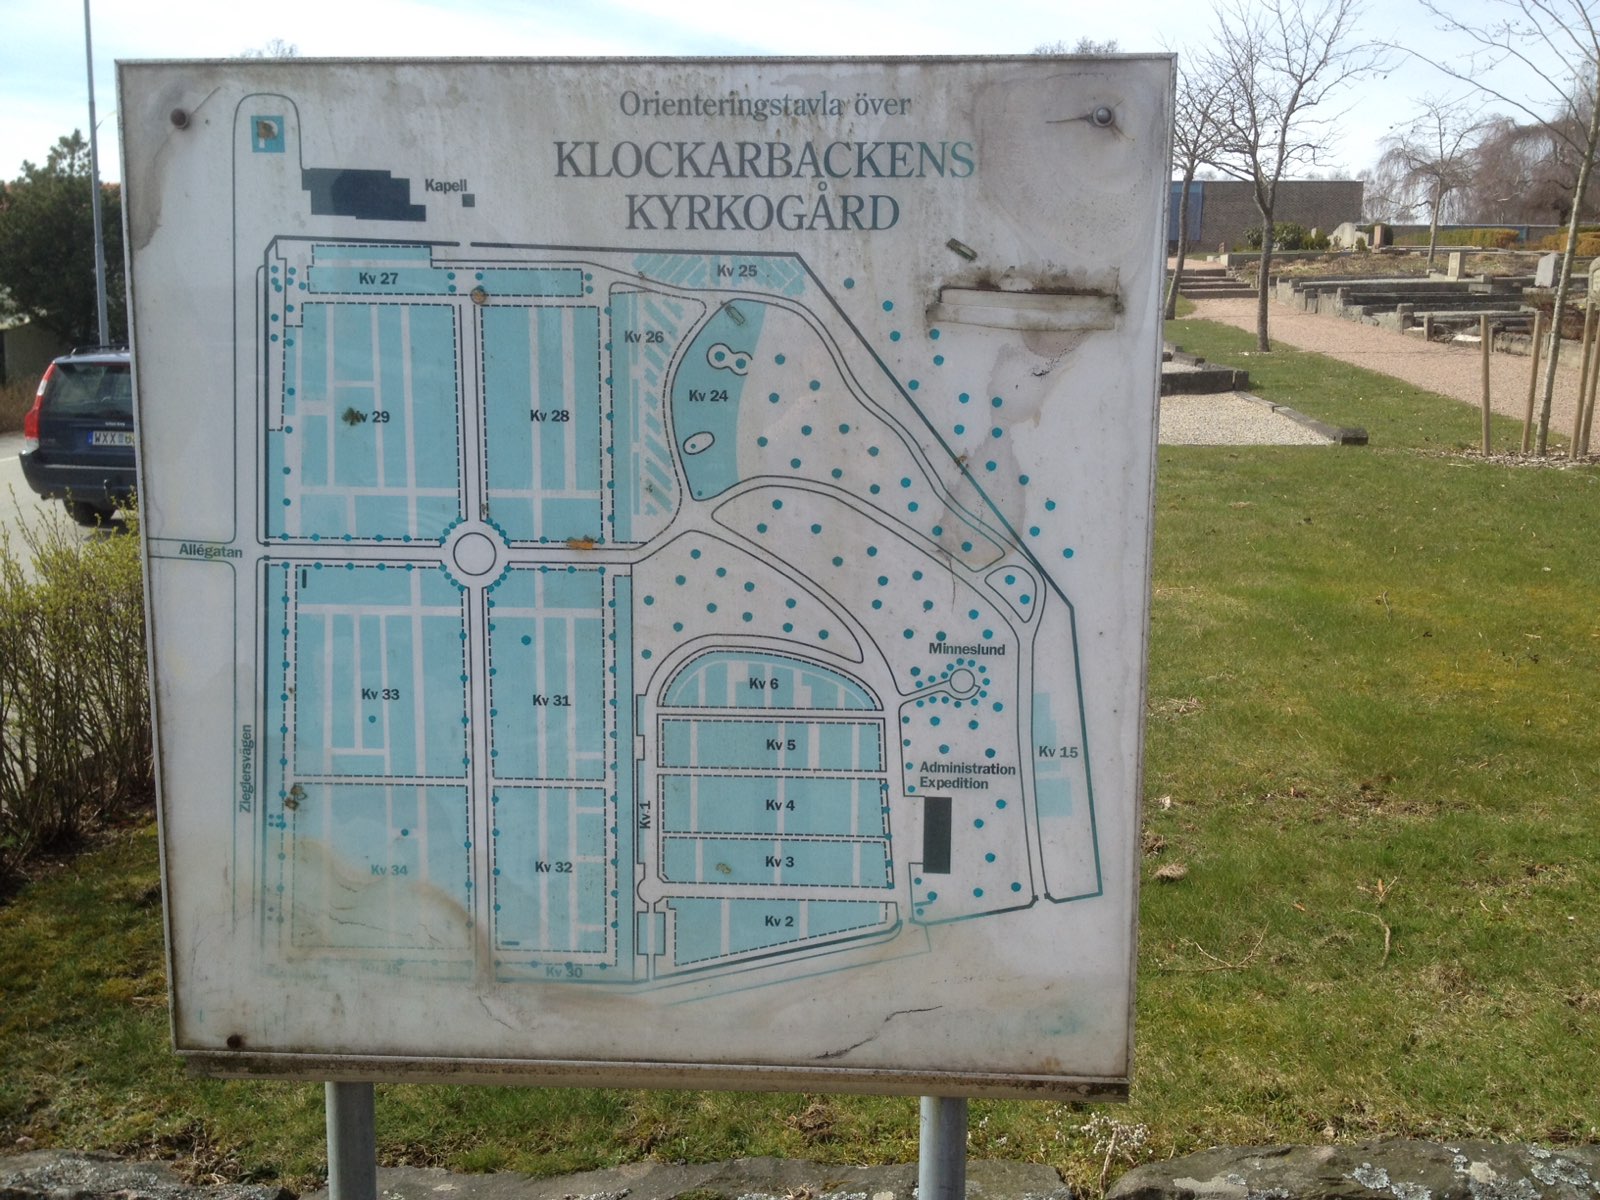 Orienteringstavla över
KLOCKARBACKENS
KYRKOGÅRD
P
Kapell
Kv 27
Kv 25
Kv 26
Kv 24
Kv 29
Kv 28
Allégatan
Minneslund
Kv 6
Kv 33
Kv 31
Kv 5
Kv 15
Zieglersvägen
Administration
Expedition
Kv 1
Kv 4
Kv 3
Kv 34
Kv 32
Kv 2
Kv 35
Kv 30